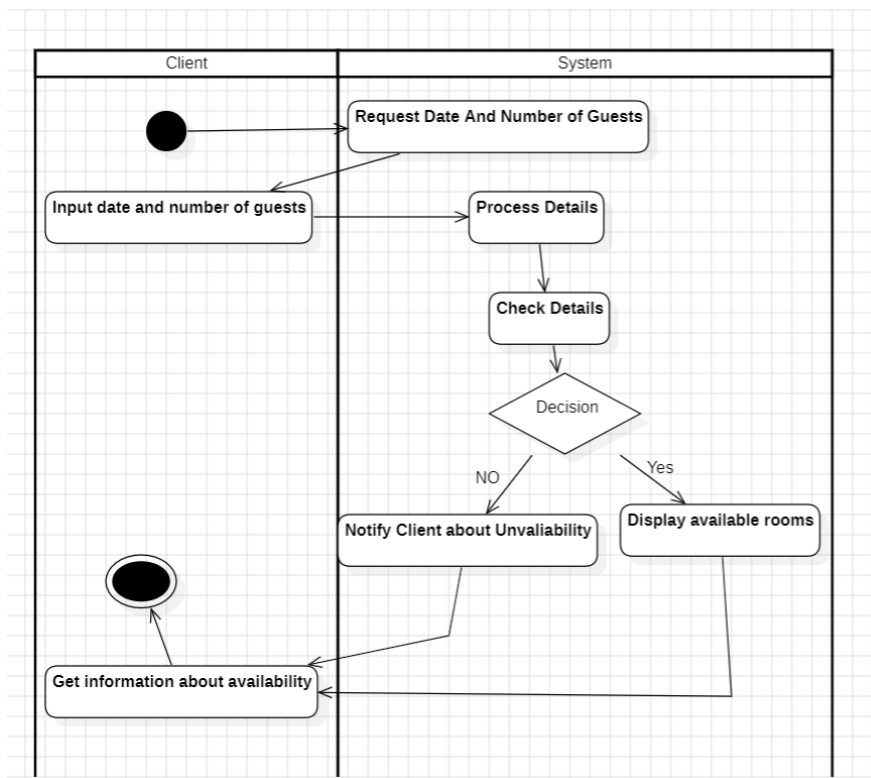 Client
System
Request Date And Number of Guests
Input date and number of guests
Process Details
Check Details
Decision
NO
Yes
Notify Client about Unvaliability
Display available rooms
Get information about availability